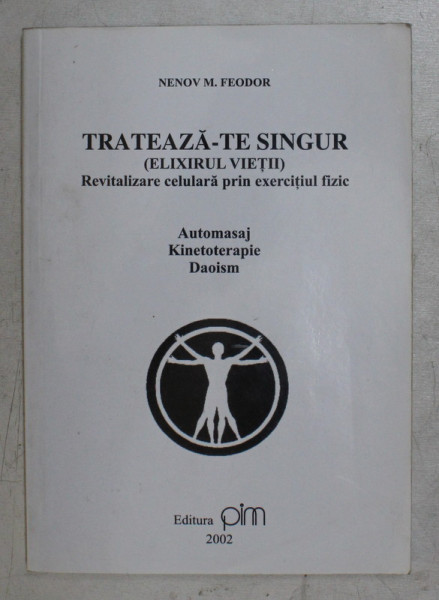 NENOV M. FEODOR
TRATEAZĂ-TE SINGUR
(ELIXIRUL VIEȚII)
Revitalizare celulară prin exercițiul fizic
Automasaj
Kinetoterapie
Daoism
Editura pim
2002